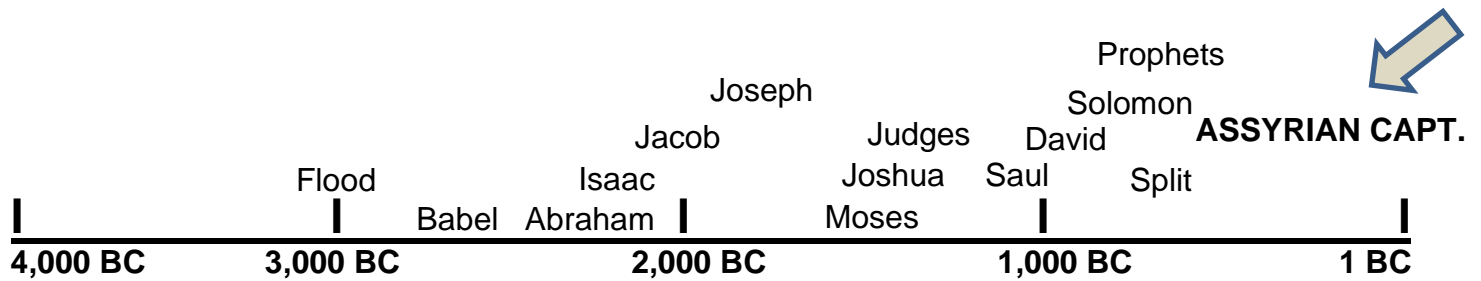 Prophets
Joseph
Solomon
Jacob Judges David ASSYRIAN CAPT.
Flood Isaac Joshua Saul Split
Babel Abraham Moses
4,000 BC 3,000 BC 2,000 BC 1,000 BC 1 BC